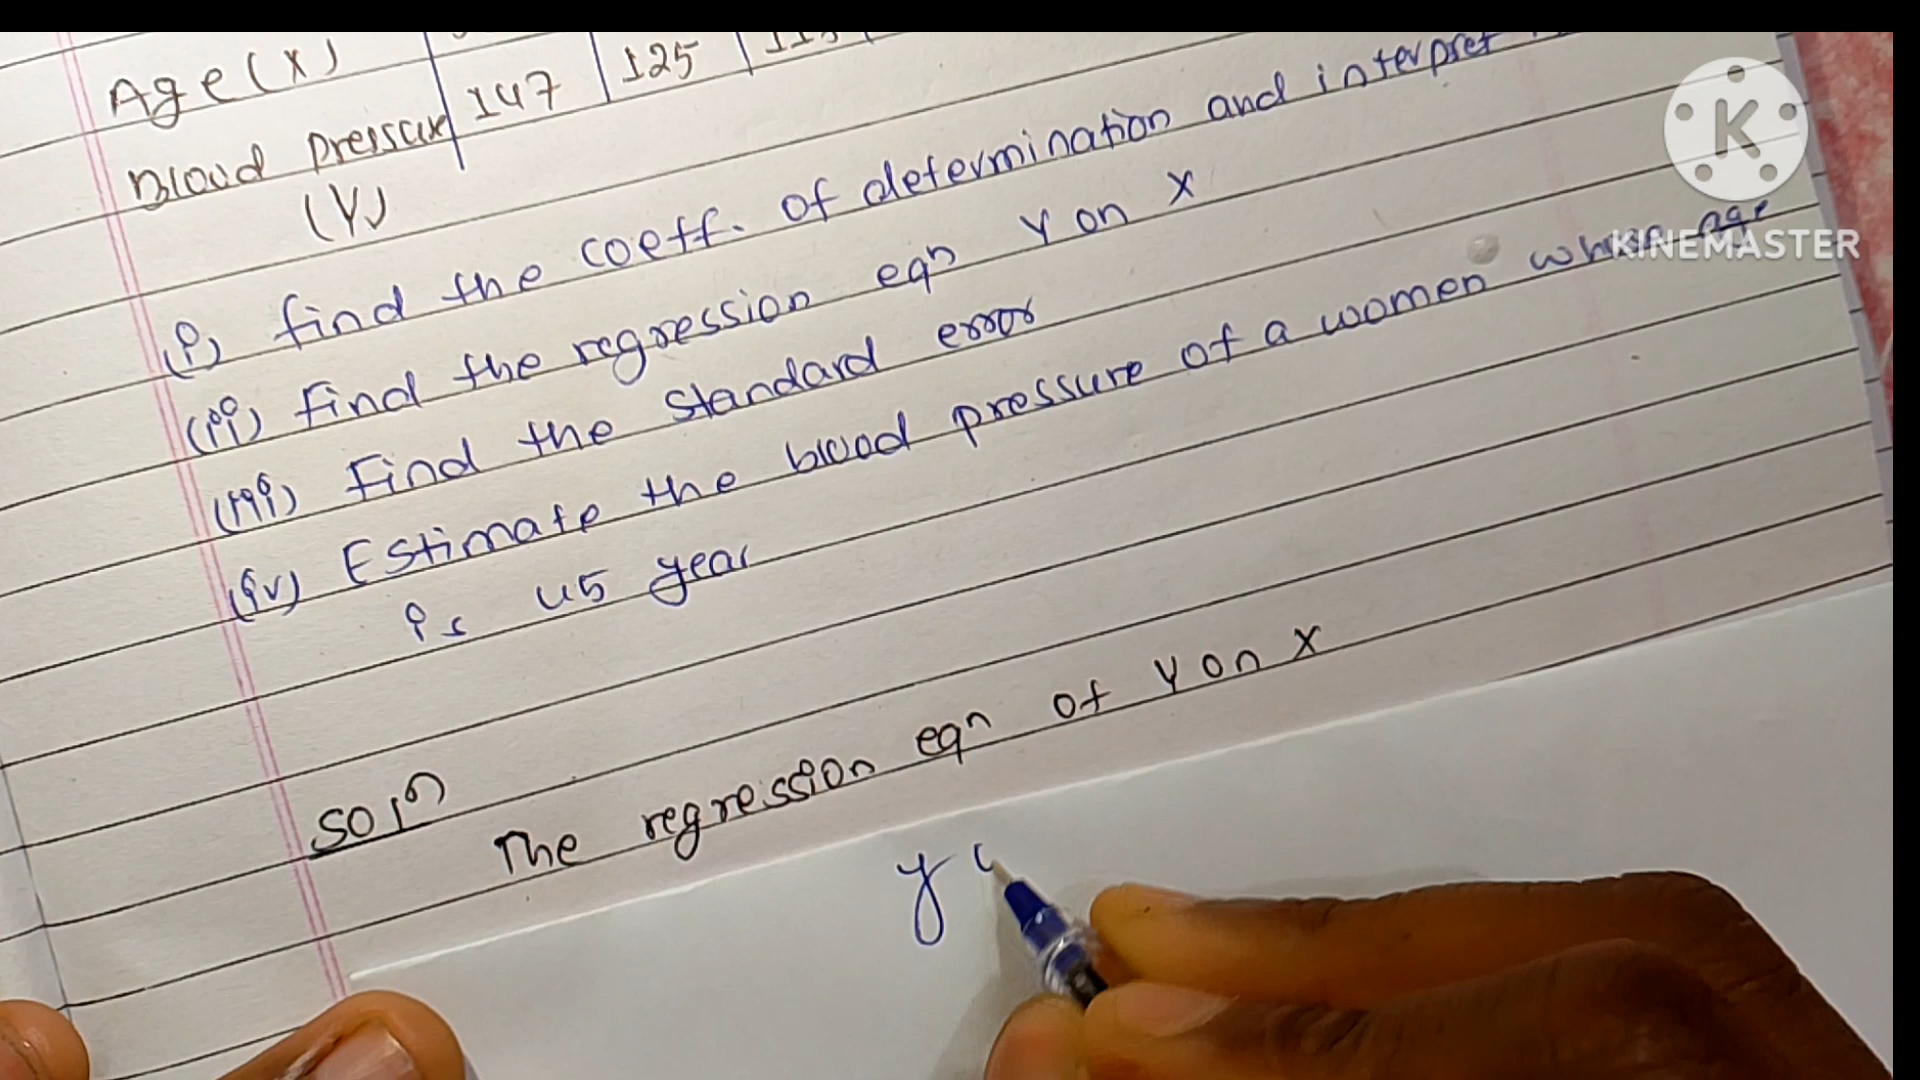 Age (X)
Blood pressure 147 125 115
(Y)
(i) find the coeff. of determination and interpret
(ii) find the regression eqn Y on X
(iii) Find the standard error
(iv) Estimate the blood pressure of a women whose age
is 45 year
Soln
The regression eqn of Y on X
y
K
KINEMASTER